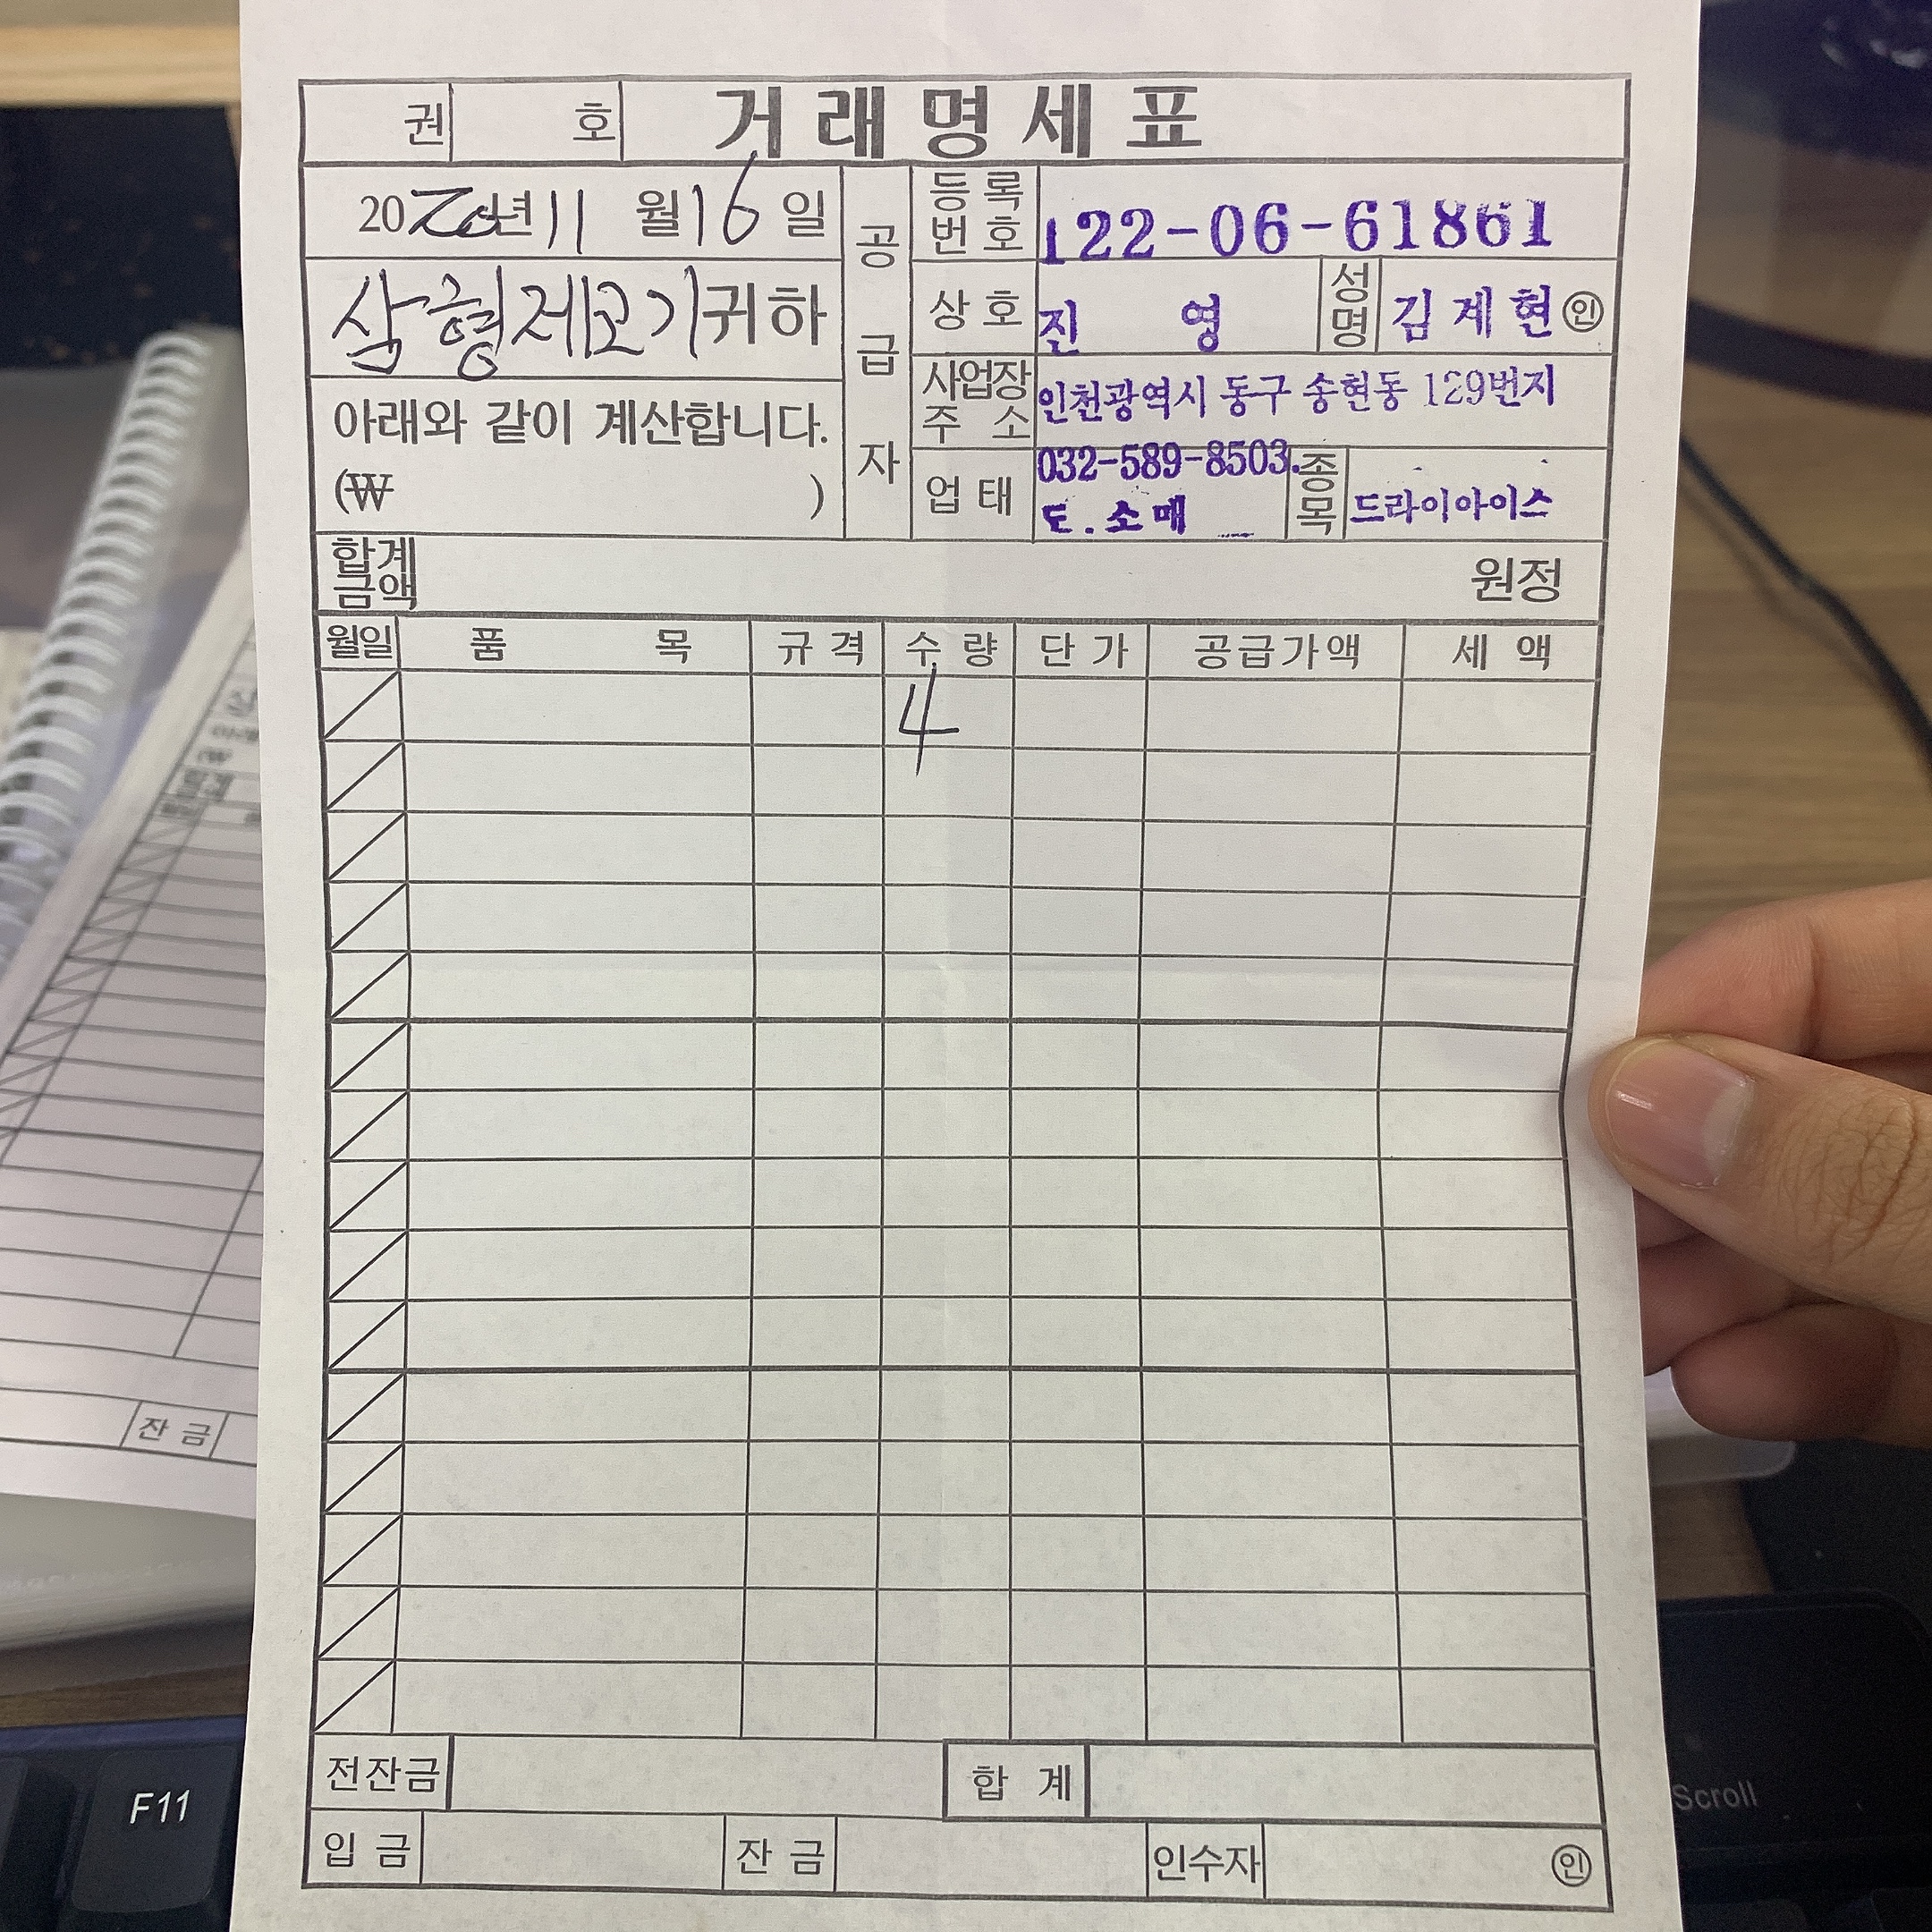 권 호 거래명세표
2020년 11월 16일
삼형제고기 귀하
아래와 같이 계산합니다.
(₩ )
공급자
등록번호 122-06-61861
상호 진 영 성명 김계현 ㊞
사업장주소 인천광역시 동구 송현동 129번지
032-589-8503.
업태 도.소매 종목 드라이아이스
합계금액 원정
월일 품목 규격 수량 단가 공급가액 세액
4
전잔금 합계
입금 잔금 인수자 ㊞
잔금
F11
Scroll